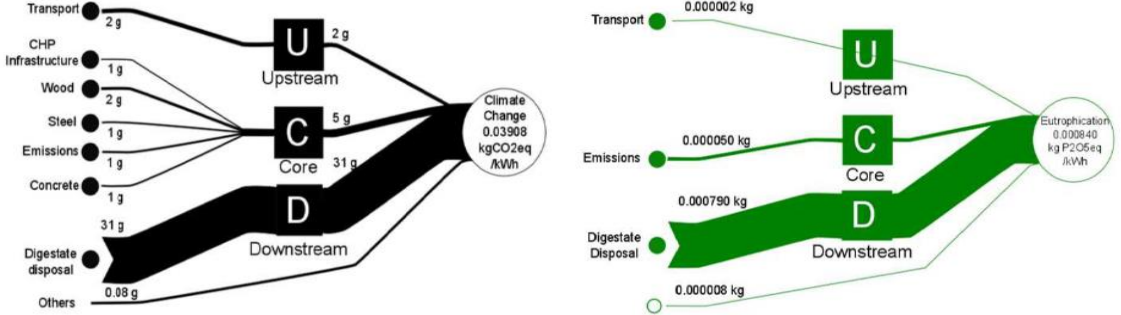 Transport
2 g
CHP
Infrastructure
1 g
Wood
2 g
Steel
1 g
Emissions
1 g
Concrete
1 g
31 g
Digestate
disposal
0.08 g
Others
U
2 g
Upstream
C
5 g
Core
31 g
D
Downstream
Climate
Change
0.03908
kgCO2eq
/kWh
Transport
0.000002 kg
Emissions
0.000050 kg
0.000790 kg
Digestate
Disposal
0.000008 kg
U
Upstream
C
Core
D
Downstream
Eutrophication
0.000840
kg P2O5eq
/kWh